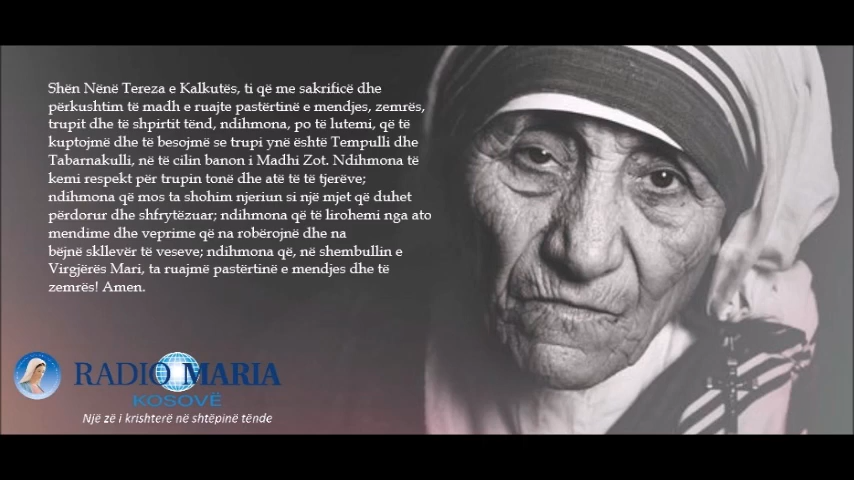 Shën Nënë Tereza e Kalkutës, ti që me sakrificë dhe
përkushtim të madh e ruajte pastërtinë e mendjes, zemrës,
trupit dhe të shpirtit tënd, ndihmona, po të lutemi, që të
kuptojmë dhe të besojmë se trupi ynë është Tempulli dhe
Tabarnakulli, në të cilin banon i Madhi Zot. Ndihmona të
kemi respekt për trupin tonë dhe atë të të tjerëve;
ndihmona që mos ta shohim njeriun si një mjet që duhet
përdorur dhe shfrytëzuar; ndihmona që të lirohemi nga ato
mendime dhe veprime që na robërojnë dhe na
bëjnë skllevër të veseve; ndihmona që, në shembullin e
Virgjërës Mari, ta ruajmë pastërtinë e mendjes dhe të
zemrës! Amen.
RADIO MARIA
KOSOVË
Një zë i krishterë në shtëpinë tënde